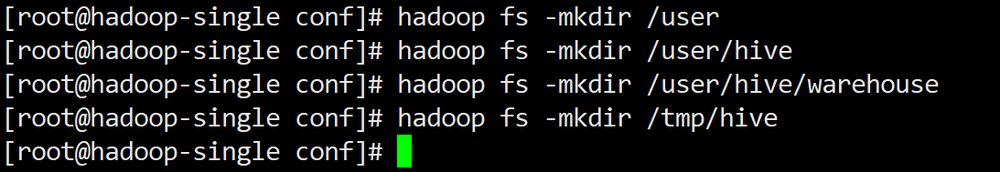 [root@hadoop-single conf]# hadoop fs -mkdir /user
[root@hadoop-single conf]# hadoop fs -mkdir /user/hive
[root@hadoop-single conf]# hadoop fs -mkdir /user/hive/warehouse
[root@hadoop-single conf]# hadoop fs -mkdir /tmp/hive
[root@hadoop-single conf]#